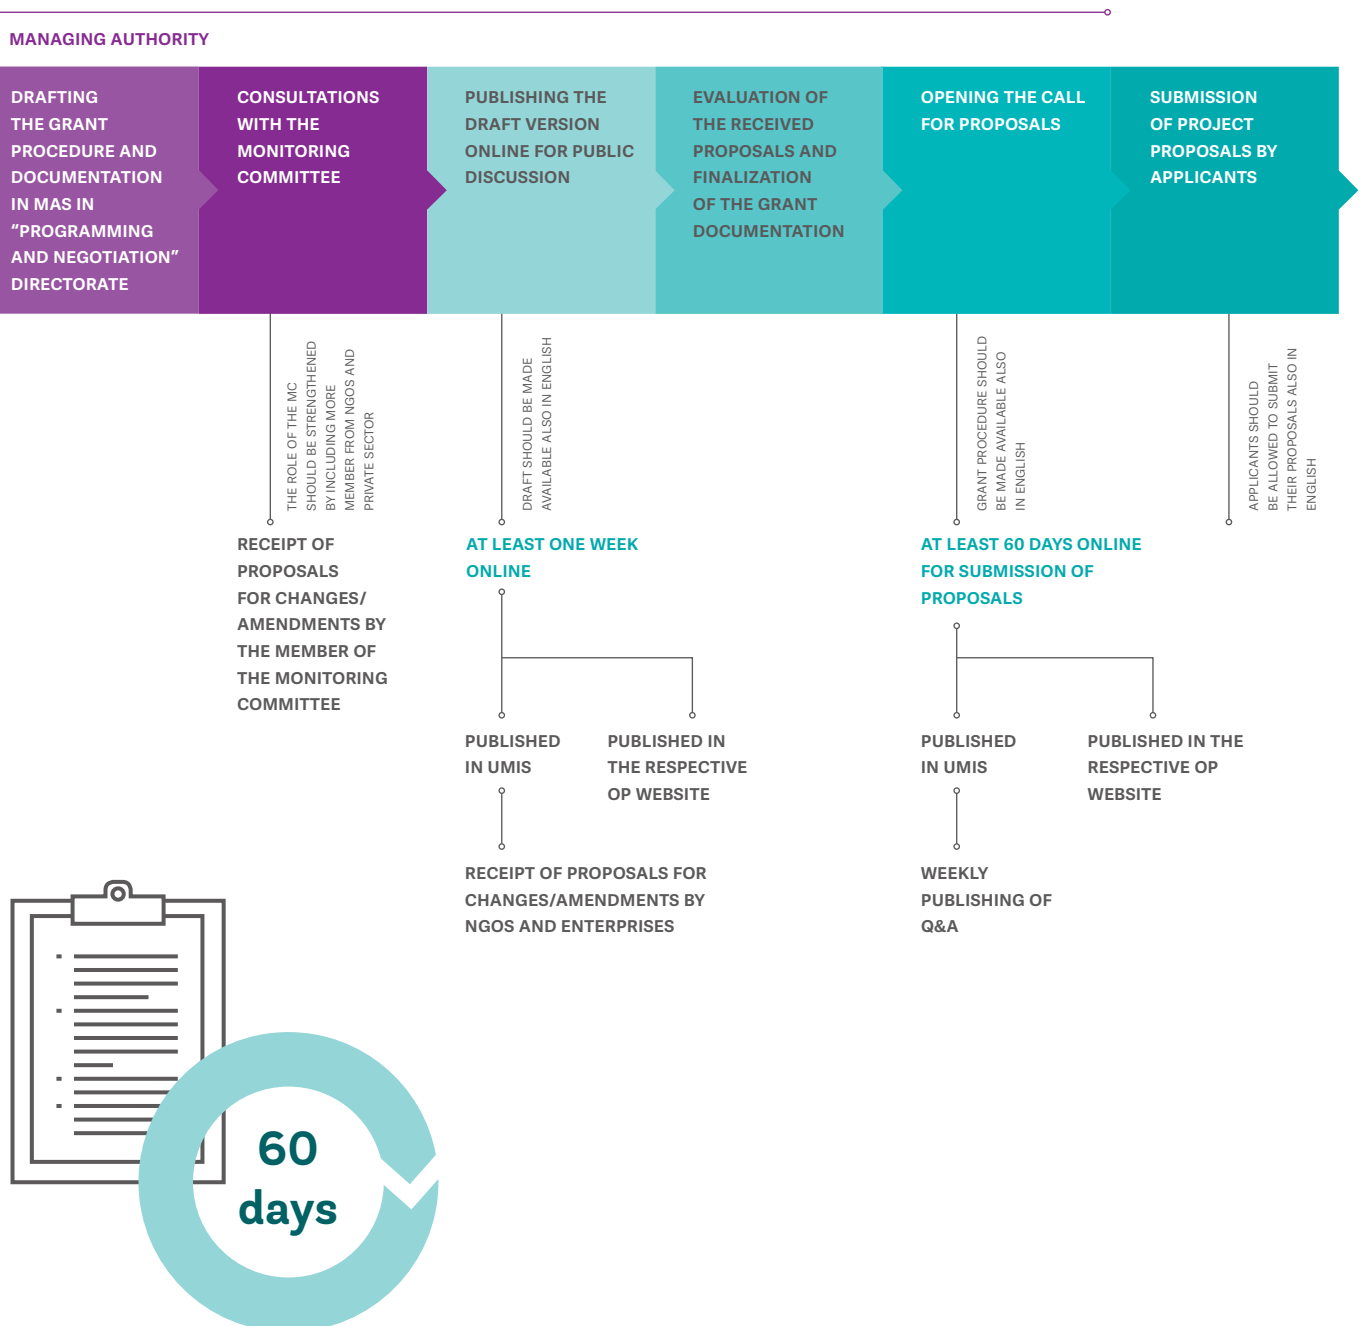 MANAGING AUTHORITY
DRAFTING
THE GRANT
PROCEDURE AND
DOCUMENTATION
IN MAS IN
“PROGRAMMING
AND NEGOTIATION”
DIRECTORATE
CONSULTATIONS
WITH THE
MONITORING
COMMITTEE
PUBLISHING THE
DRAFT VERSION
ONLINE FOR PUBLIC
DISCUSSION
EVALUATION OF
THE RECEIVED
PROPOSALS AND
FINALIZATION
OF THE GRANT
DOCUMENTATION
OPENING THE CALL
FOR PROPOSALS
SUBMISSION
OF PROJECT
PROPOSALS BY
APPLICANTS
THE ROLE OF THE MC
SHOULD BE STRENGTHENED
BY INCLUDING MORE
MEMBER FROM NGOS AND
PRIVATE SECTOR
DRAFT SHOULD BE MADE
AVAILABLE ALSO IN ENGLISH
GRANT PROCEDURE SHOULD
BE MADE AVAILABLE ALSO
IN ENGLISH
APPLICANTS SHOULD
BE ALLOWED TO SUBMIT
THEIR PROPOSALS ALSO IN
ENGLISH
RECEIPT OF
PROPOSALS
FOR CHANGES/
AMENDMENTS BY
THE MEMBER OF
THE MONITORING
COMMITTEE
AT LEAST ONE WEEK
ONLINE
PUBLISHED
IN UMIS
PUBLISHED IN
THE RESPECTIVE
OP WEBSITE
RECEIPT OF PROPOSALS FOR
CHANGES/AMENDMENTS BY
NGOS AND ENTERPRISES
AT LEAST 60 DAYS ONLINE
FOR SUBMISSION OF
PROPOSALS
PUBLISHED
IN UMIS
PUBLISHED IN THE
RESPECTIVE OP
WEBSITE
WEEKLY
PUBLISHING OF
Q&A
60
days